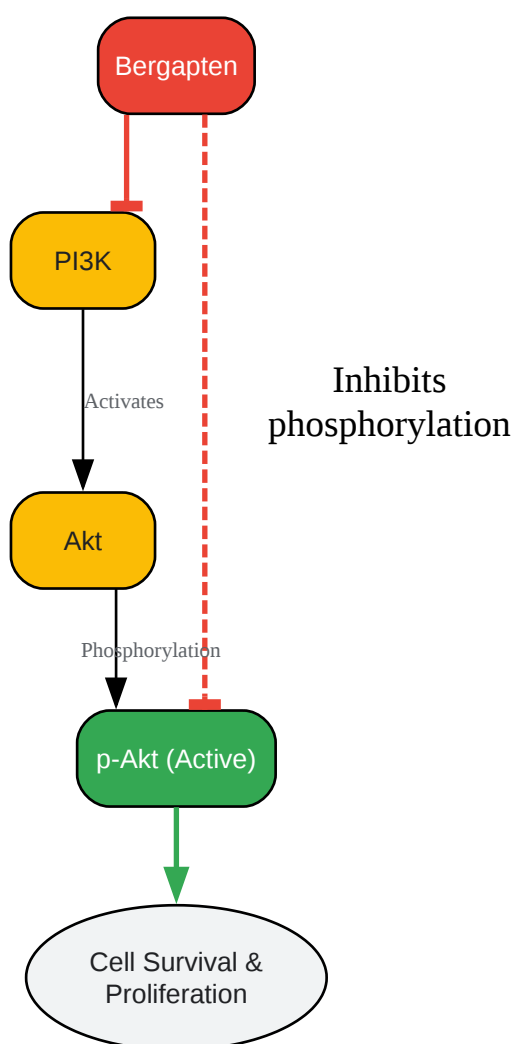 Bergapten
PI3K
Inhibits
phosphorylation
Activates
Akt
Phosphorylation
p-Akt (Active)
Cell Survival &
Proliferation